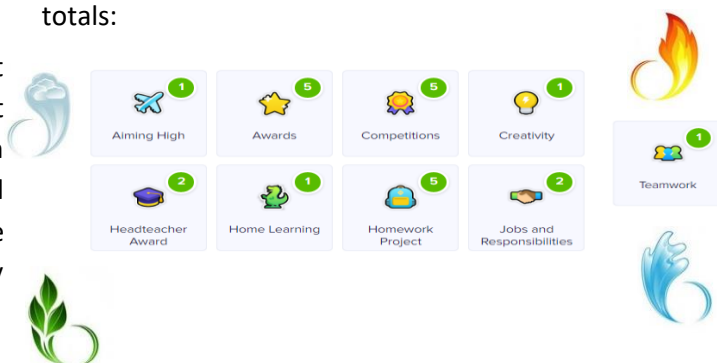 totals:
t
t
1
5
5
1
Aiming High
Awards
Competitions
Creativity
1
Teamwork
2
1
5
2
Headteacher
Award
Home Learning
Homework
Project
Jobs and
Responsibilities
e
y